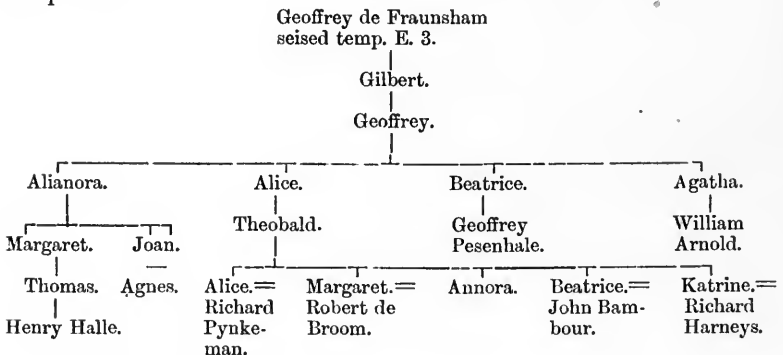 Geoffrey de Fraunsham
seised temp. E. 3.
Gilbert.
Geoffrey.
Alianora. Alice. Beatrice. Agatha.
Theobald. Geoffrey William
Margaret. Joan. Pesenhale. Arnold.
Thomas. Agnes. Alice.= Margaret.= Annora. Beatrice.= Katrine.=
Richard Robert de John Bam- Richard
Henry Halle. Pynke- Broom. bour. Harneys.
man.